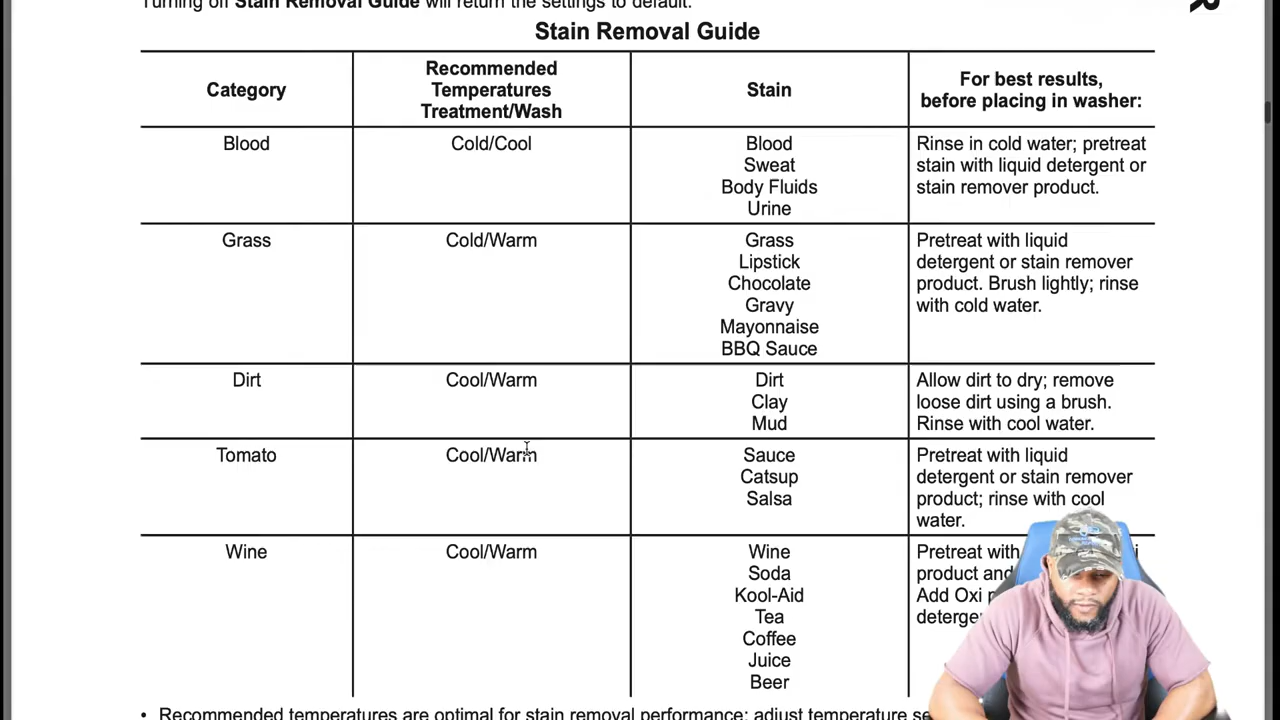 Turning off Stain Removal Guide will return the settings to default.
Stain Removal Guide
Category
Recommended
Temperatures
Treatment/Wash
Stain
For best results,
before placing in washer:
Blood
Cold/Cool
Blood
Sweat
Body Fluids
Urine
Rinse in cold water; pretreat
stain with liquid detergent or
stain remover product.
Grass
Cold/Warm
Grass
Lipstick
Chocolate
Gravy
Mayonnaise
BBQ Sauce
Pretreat with liquid
detergent or stain remover
product. Brush lightly; rinse
with cold water.
Dirt
Cool/Warm
Dirt
Clay
Mud
Allow dirt to dry; remove
loose dirt using a brush.
Rinse with cool water.
Tomato
Cool/Warm
Sauce
Catsup
Salsa
Pretreat with liquid
detergent or stain remover
product; rinse with cool
water.
Wine
Cool/Warm
Wine
Soda
Kool-Aid
Tea
Coffee
Juice
Beer
Pretreat with
product and
Add Oxi
• Recommended temperatures are optimal for stain removal performance; adjust temperature